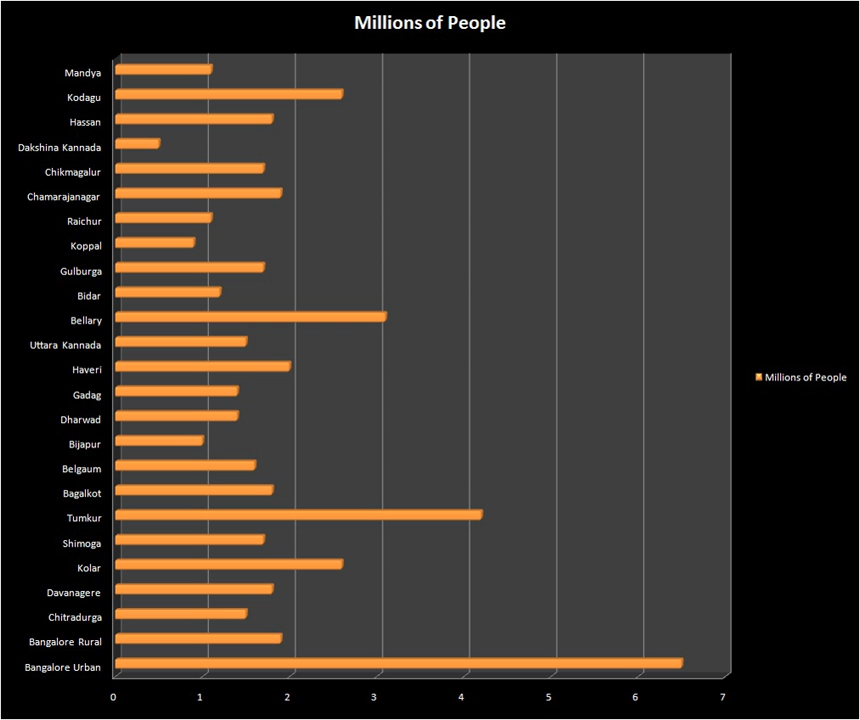 Millions of People
Mandya
Kodagu
Hassan
Dakshina Kannada
Chikmagalur
Chamarajanagar
Raichur
Koppal
Gulburga
Bidar
Bellary
Uttara Kannada
Haveri
Gadag
Dharwad
Bijapur
Belgaum
Bagalkot
Tumkur
Shimoga
Kolar
Davanagere
Chitradurga
Bangalore Rural
Bangalore Urban
0 1 2 3 4 5 6 7
Millions of People